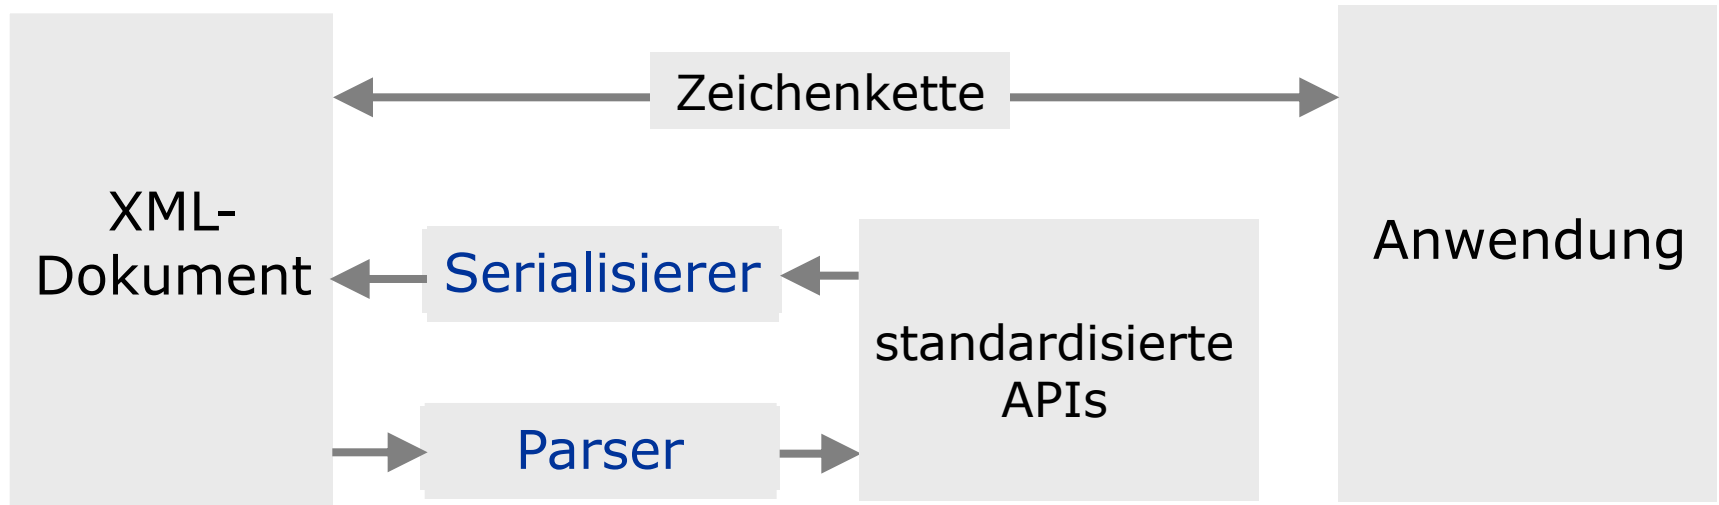 Zeichenkette
XML-
Dokument
Serialisierer
Parser
standardisierte
APIs
Anwendung